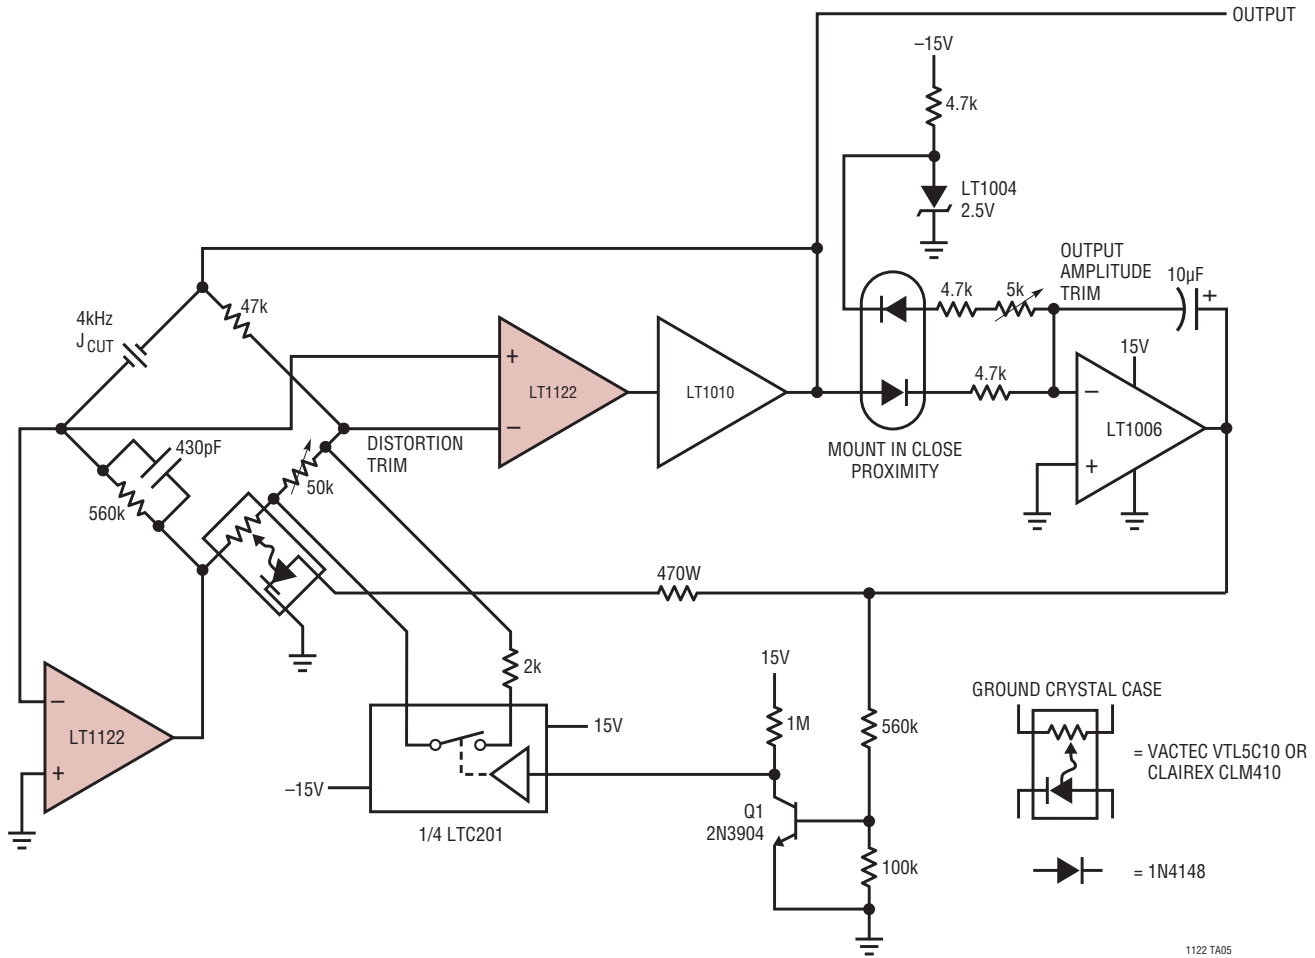 OUTPUT
–15V
4.7k
LT1004
2.5V
OUTPUT
AMPLITUDE
TRIM
10µF
+
47k
4kHz
JCUT
4.7k
5k
15V
+
LT1122
–
LT1010
4.7k
–
LT1006
+
DISTORTION
TRIM
MOUNT IN CLOSE
PROXIMITY
430pF
50k
560k
470W
2k
15V
GROUND CRYSTAL CASE
–
LT1122
+
15V
1M
560k
= VACTEC VTL5C10 OR
CLAIREX CLM410
–15V
Q1
2N3904
1/4 LTC201
100k
= 1N4148
1122 TA05